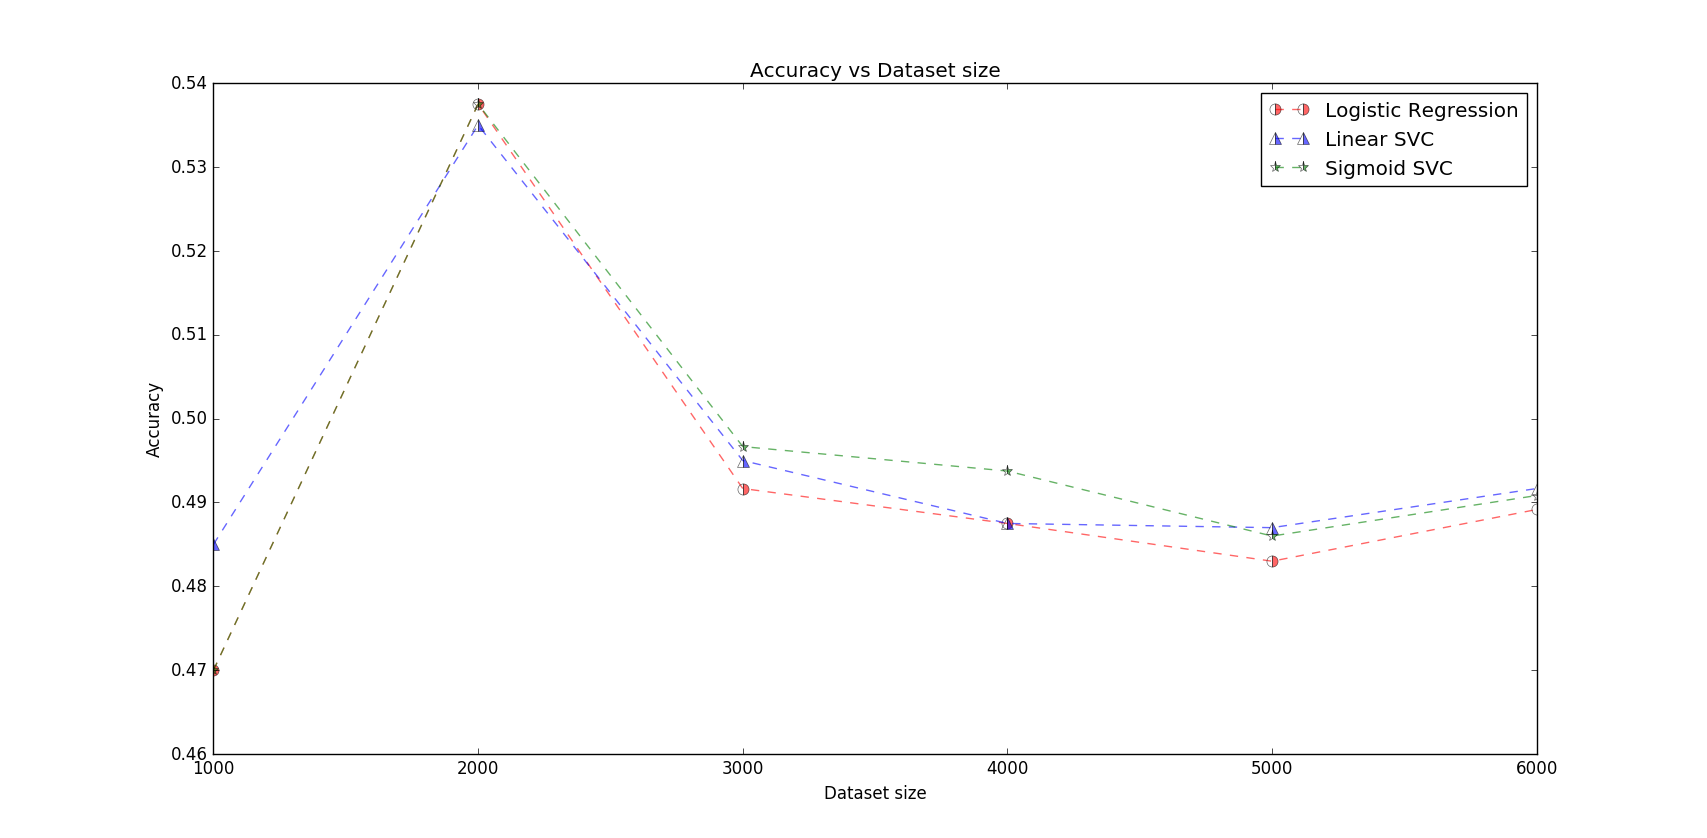 Accuracy vs Dataset size
0.54
0.53
0.52
0.51
0.50
0.49
0.48
0.47
0.46
Accuracy
Logistic Regression
Linear SVC
Sigmoid SVC
1000 2000 3000 4000 5000 6000
Dataset size